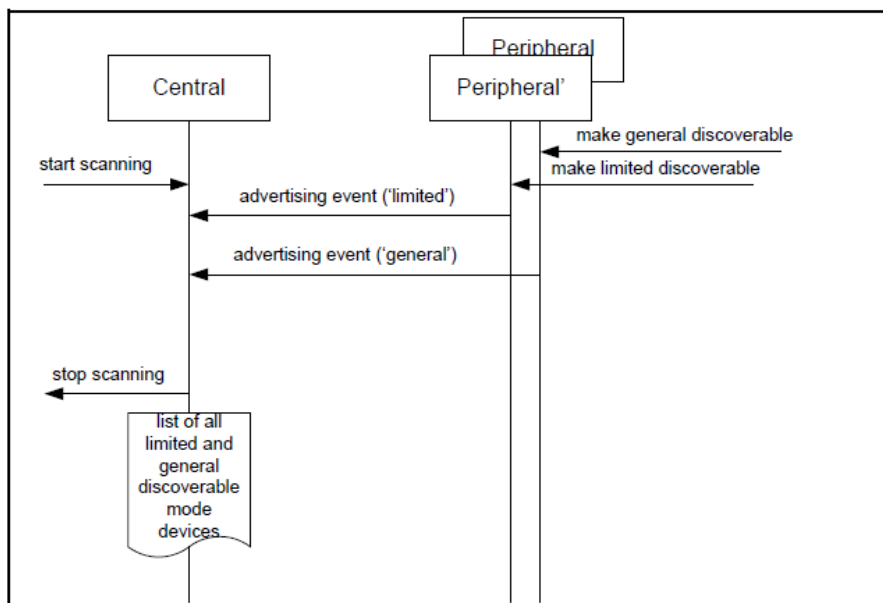 Peripheral
Central
Peripheral’
make general discoverable
start scanning
make limited discoverable
advertising event (‘limited’)
advertising event (‘general’)
stop scanning
list of all
limited and
general
discoverable
mode
devices